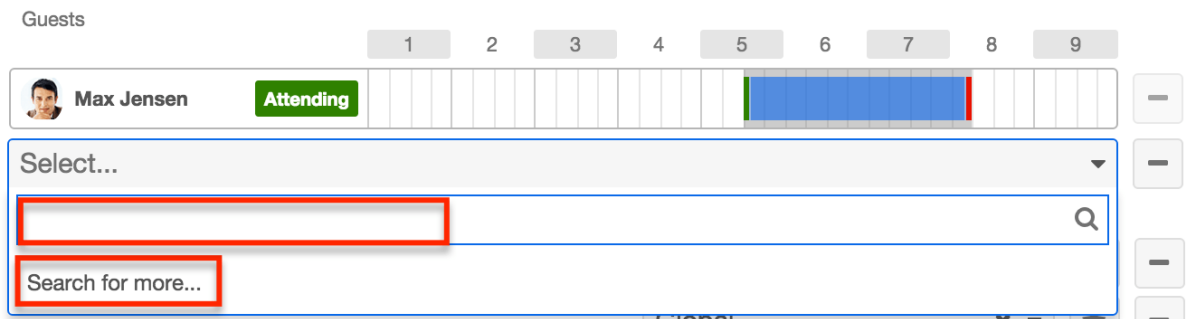 Guests
1 2 3 4 5 6 7 8 9
Max Jensen Attending
Select...
Search for more...